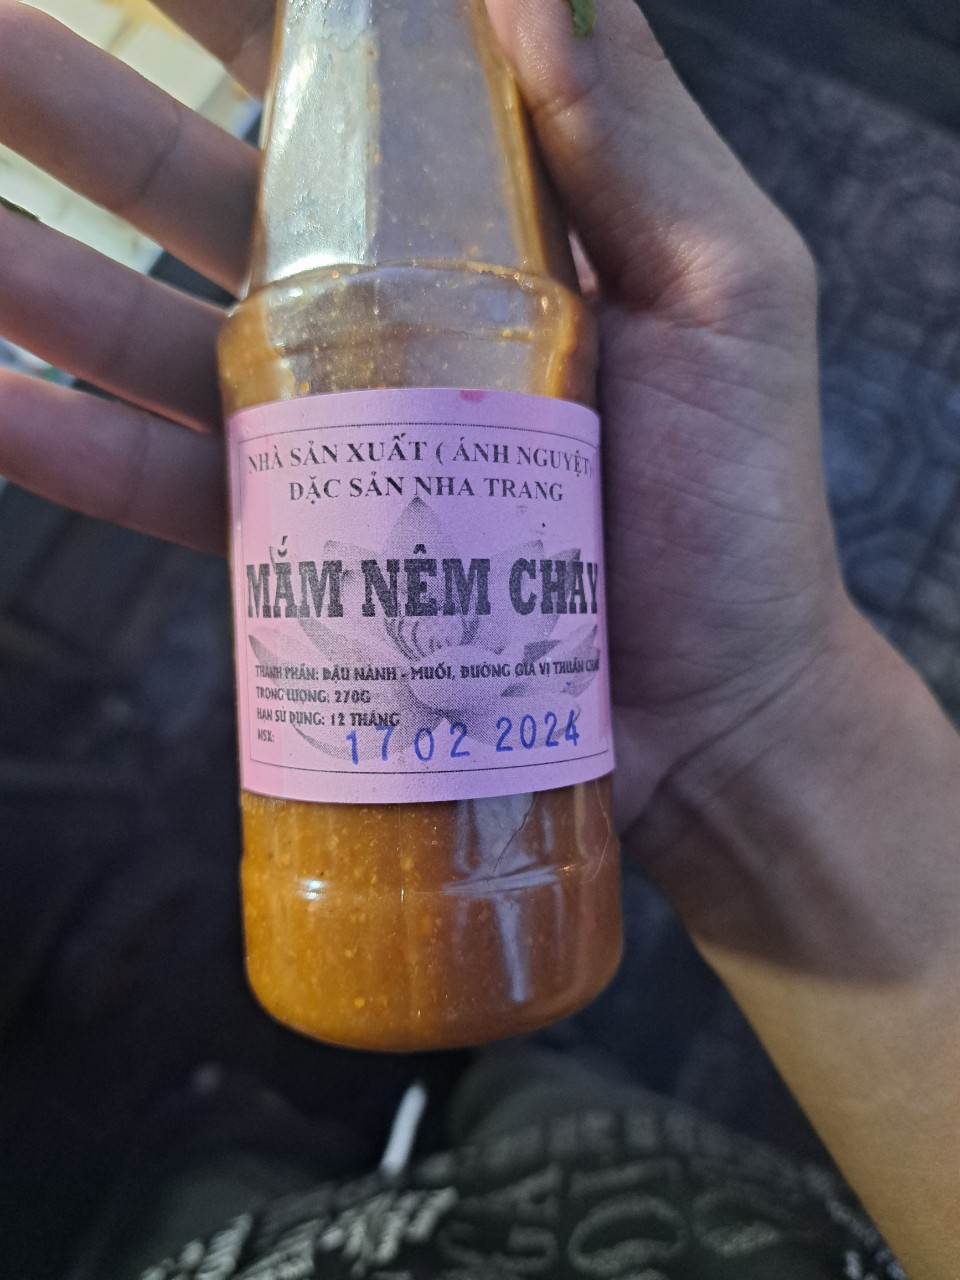 NHÀ SẢN XUẤT ( ÁNH NGUYỆT)
ĐẶC SẢN NHA TRANG
MẮM NÊM CHAY
THÀNH PHẦN: ĐẬU NÀNH - MUỐI, ĐƯỜNG GIA VỊ THUẦN CHAY
TRỌNG LƯỢNG: 270G
HẠN SỬ DỤNG: 12 THÁNG
NSX: 17 02 2024